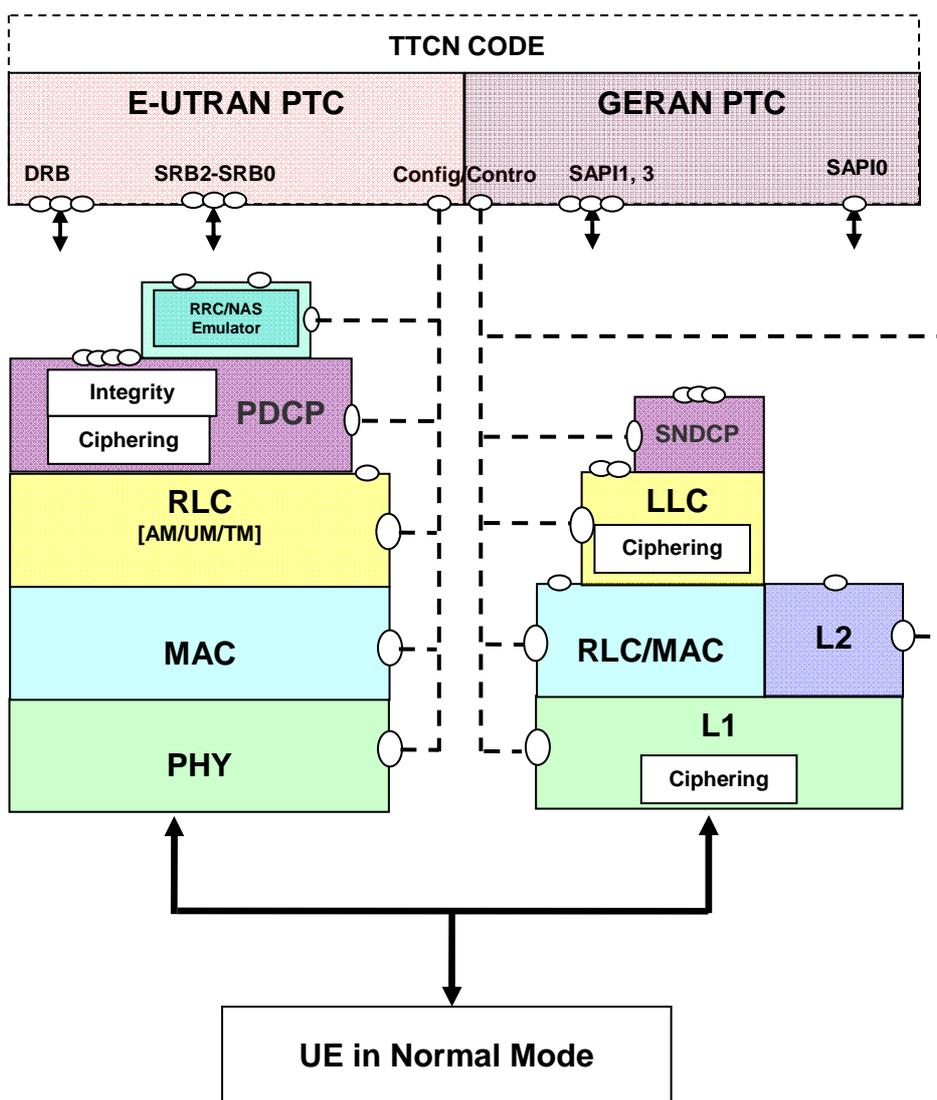 TTCN CODE
E-UTRAN PTC
GERAN PTC
DRB
SRB2-SRB0
Config/Contro
SAPI1, 3
SAPI0
RRC/NAS
Emulator
Integrity
Ciphering
PDCP
SNDCP
RLC
[AM/UM/TM]
LLC
Ciphering
MAC
RLC/MAC
L2
PHY
L1
Ciphering
UE in Normal Mode